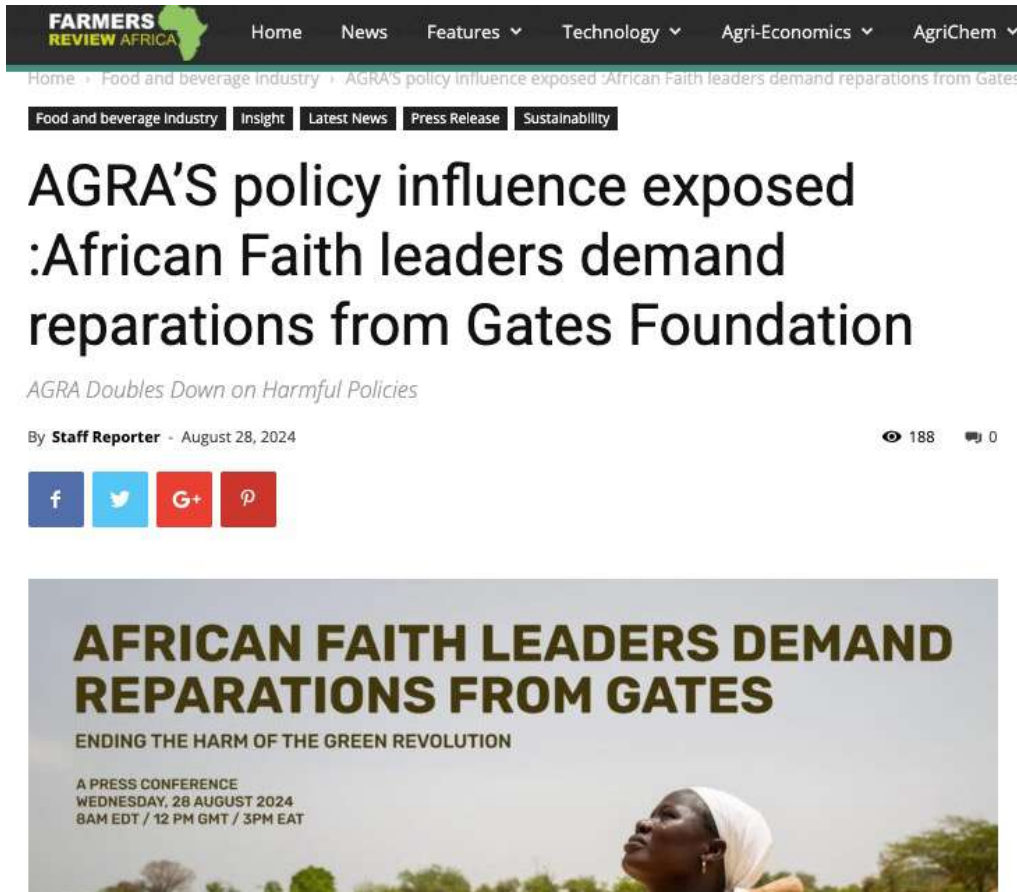 FARMERS
REVIEW AFRICA
Home News Features Technology Agri-Economics AgriChem
Home › Food and beverage industry › AGRA'S policy influence exposed :African Faith leaders demand reparations from Gates
Food and beverage industry Insight Latest News Press Release Sustainability
AGRA'S policy influence exposed
:African Faith leaders demand
reparations from Gates Foundation
AGRA Doubles Down on Harmful Policies
By Staff Reporter - August 28, 2024 188 0
f G+
AFRICAN FAITH LEADERS DEMAND
REPARATIONS FROM GATES
ENDING THE HARM OF THE GREEN REVOLUTION
A PRESS CONFERENCE
WEDNESDAY, 28 AUGUST 2024
8AM EDT / 12 PM GMT / 3PM EAT